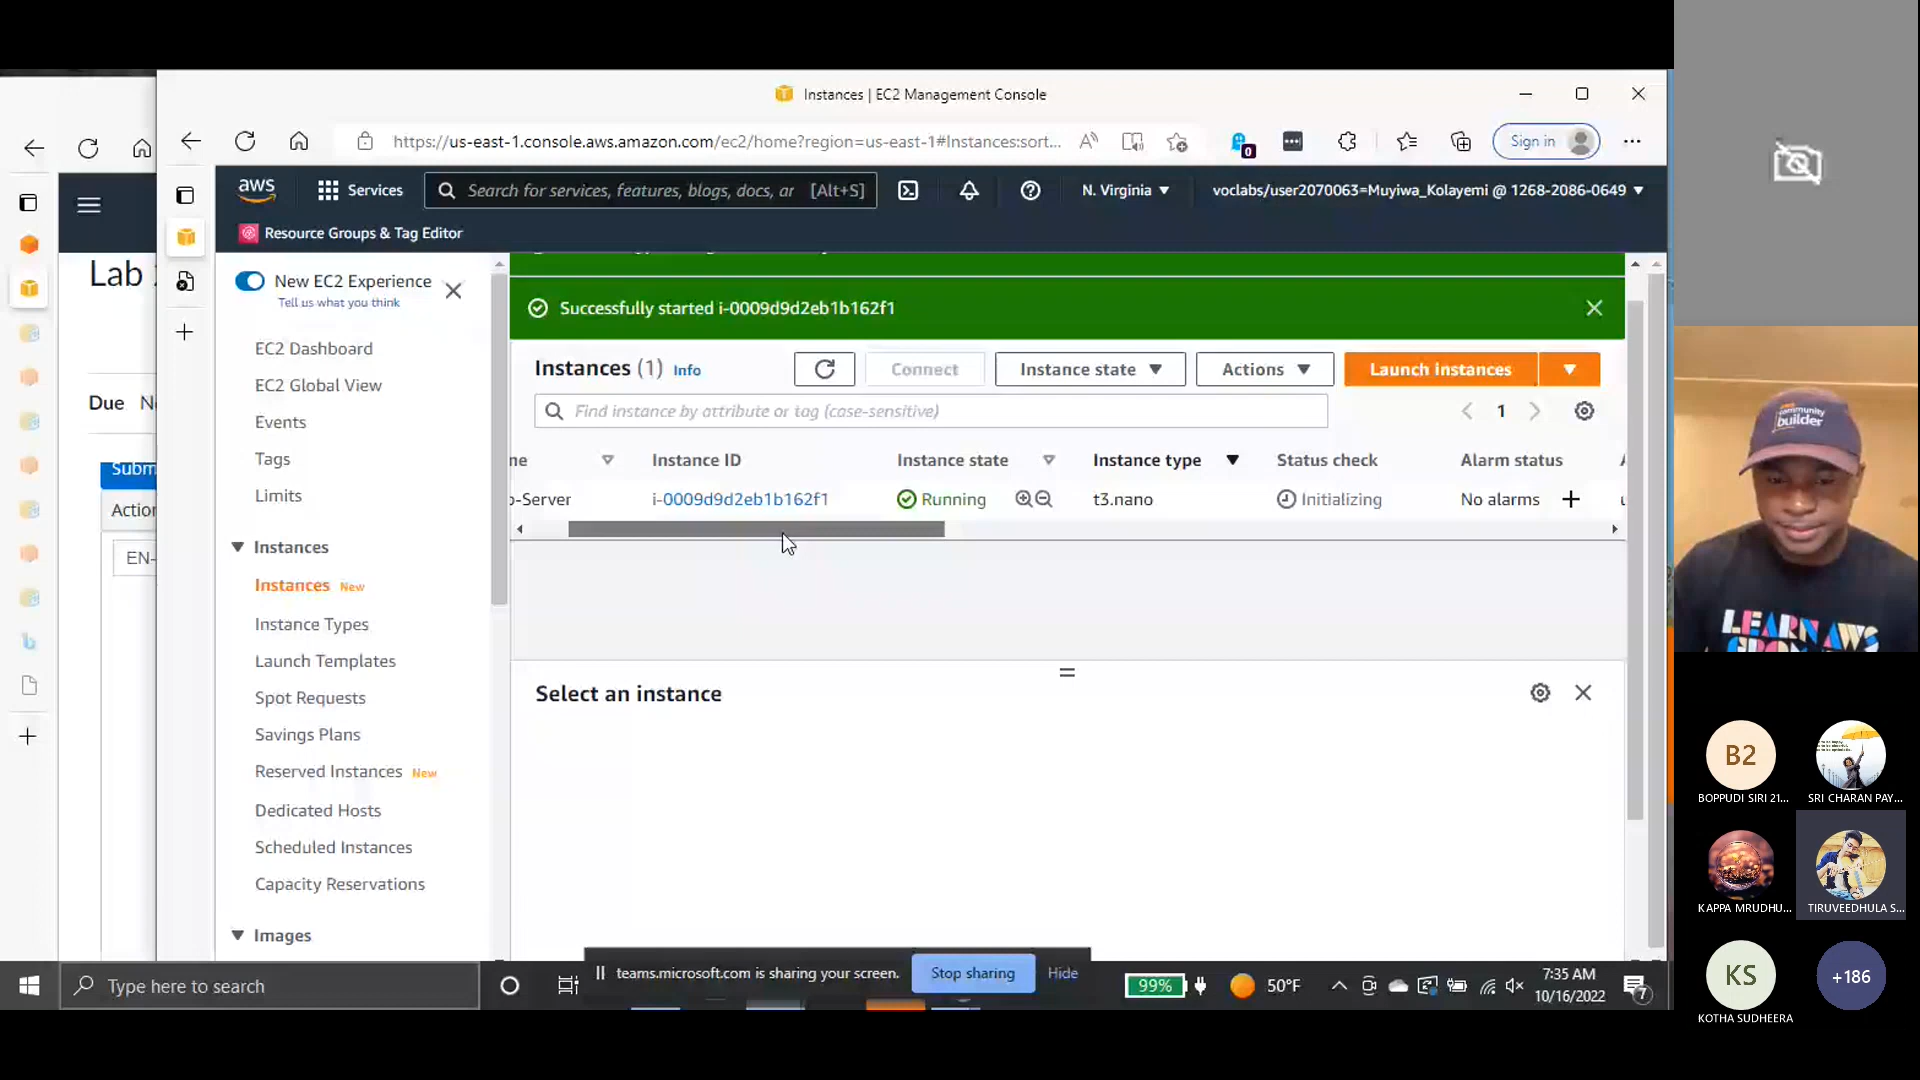 Instances | EC2 Management Console
https://us-east-1.console.aws.amazon.com/ec2/home?region=us-east-1#Instances:sort...
0
Sign in
aws
Services
Search for services, features, blogs, docs, ar [Alt+S]
N. Virginia
voclabs/user2070063=Muyiwa_Kolayemi @ 1268-2086-0649
Resource Groups & Tag Editor
Lab
Due
Subm
Action
EN-
New EC2 Experience
Tell us what you think
EC2 Dashboard
EC2 Global View
Events
Tags
Limits
Instances
Instances New
Instance Types
Launch Templates
Spot Requests
Savings Plans
Reserved Instances New
Dedicated Hosts
Scheduled Instances
Capacity Reservations
Images
Successfully started i-0009d9d2eb1b162f1
Instances (1) Info
Connect
Instance state
Actions
Launch instances
Find instance by attribute or tag (case-sensitive)
1
ne
Instance ID
Instance state
Instance type
Status check
Alarm status
-Server
i-0009d9d2eb1b162f1
Running
t3.nano
Initializing
No alarms +
Select an instance
teams.microsoft.com is sharing your screen.
Stop sharing
Hide
Type here to search
99%
50°F
7:35 AM
10/16/2022
7
community
builder
LEARN AWS
B2
BOPPUDI SIRI 21...
SRI CHARAN PAY...
KAPPA MRUDHU...
TIRUVEEDHULA S...
KS
KOTHA SUDHEERA
+186